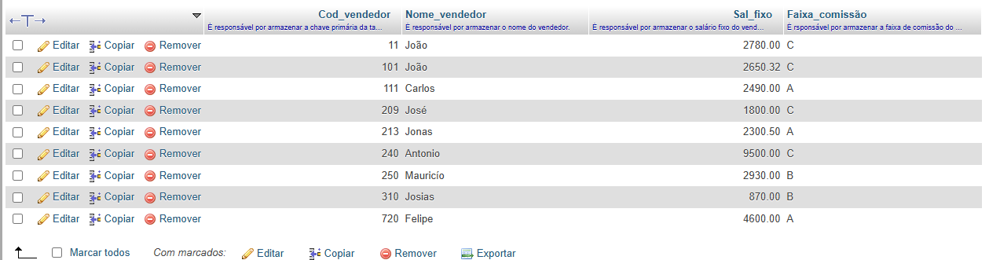 Cod_vendedor Nome_vendedor Sal_fixo Faixa_comissão
É responsável por armazenar a chave primária da ta... É responsável por armazenar o nome do vendedor. É responsável por armazenar o salário fixo do vend... É rsponsável por armazenar a faixa de comissão do ...
Editar Copiar Remover 11 João 2780.00 C
Editar Copiar Remover 101 João 2650.32 C
Editar Copiar Remover 111 Carlos 2490.00 A
Editar Copiar Remover 209 José 1800.00 C
Editar Copiar Remover 213 Jonas 2300.50 A
Editar Copiar Remover 240 Antonio 9500.00 C
Editar Copiar Remover 250 Mauricío 2930.00 B
Editar Copiar Remover 310 Josias 870.00 B
Editar Copiar Remover 720 Felipe 4600.00 A
Marcar todos Com marcados: Editar Copiar Remover Exportar